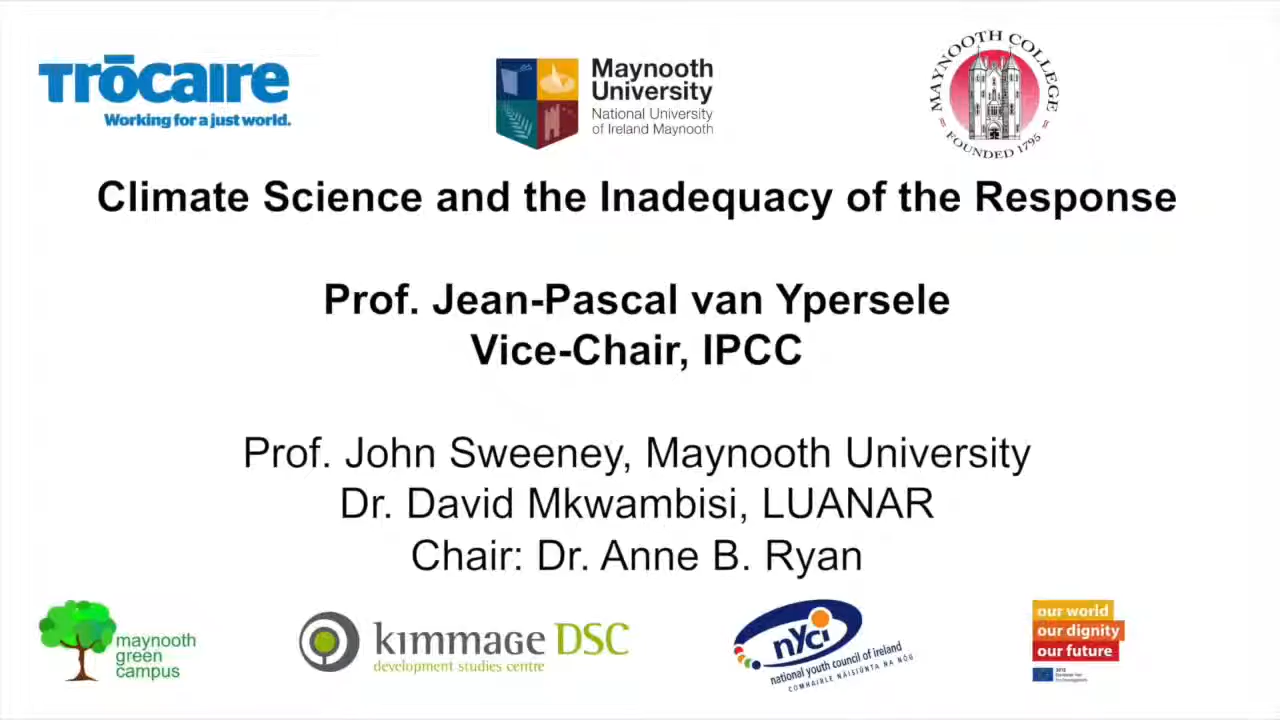 Trōcaire
Working for a just world.
Maynooth
University
National University
of Ireland Maynooth
MAYNOOTH COLLEGE
FOUNDED 1795
Climate Science and the Inadequacy of the Response
Prof. Jean-Pascal van Ypersele
Vice-Chair, IPCC
Prof. John Sweeney, Maynooth University
Dr. David Mkwambisi, LUANAR
Chair: Dr. Anne B. Ryan
maynooth
green
campus
kimmage DSC
development studies centre
nyci
national youth council of ireland
COMHAIRLE NÁISIÚNTA NA NÓG
our world
our dignity
our future